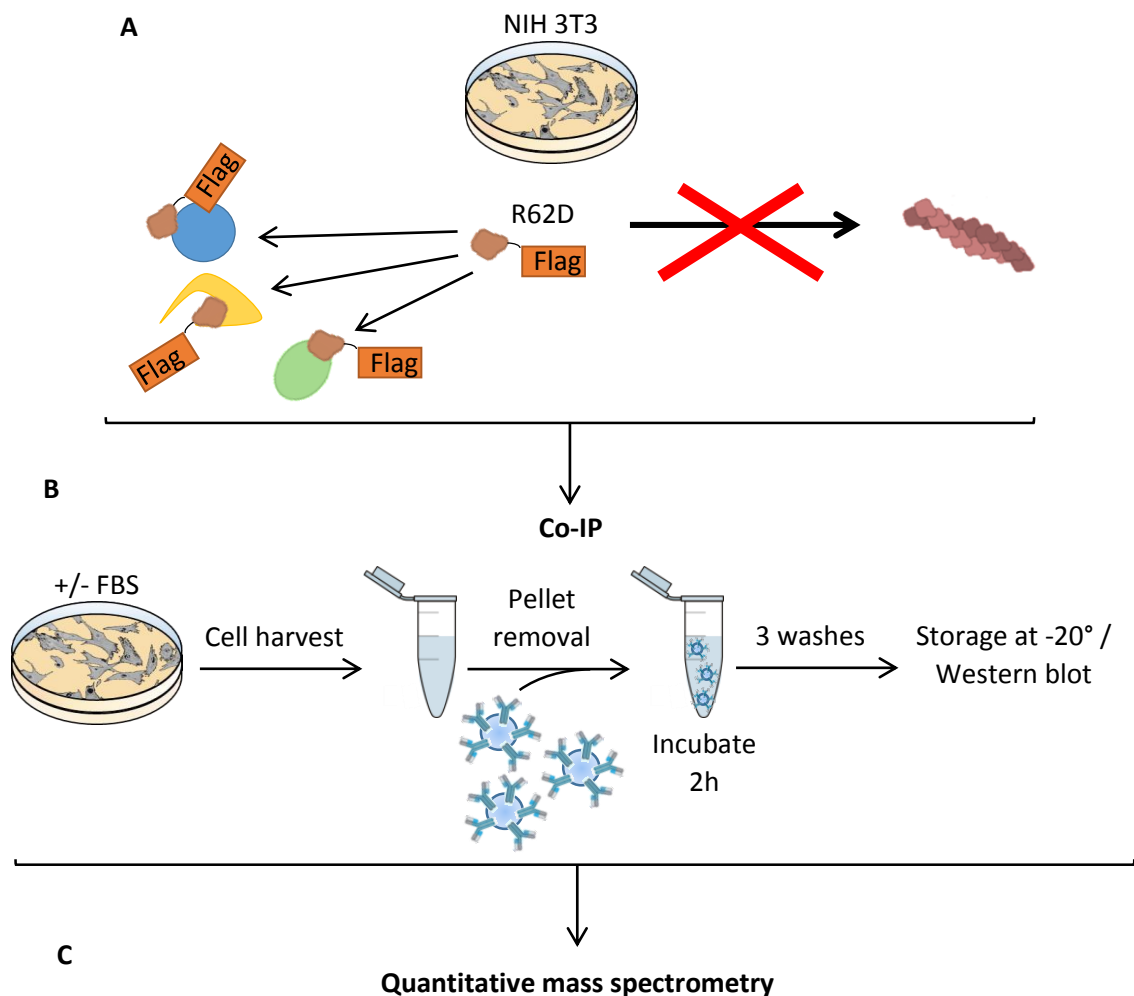 A
NIH 3T3
Flag
R62D
Flag
Flag
Flag
B
Co-IP
+/- FBS
Cell harvest
Pellet
removal
3 washes
Storage at -20° /
Western blot
Incubate
2h
C
Quantitative mass spectrometry